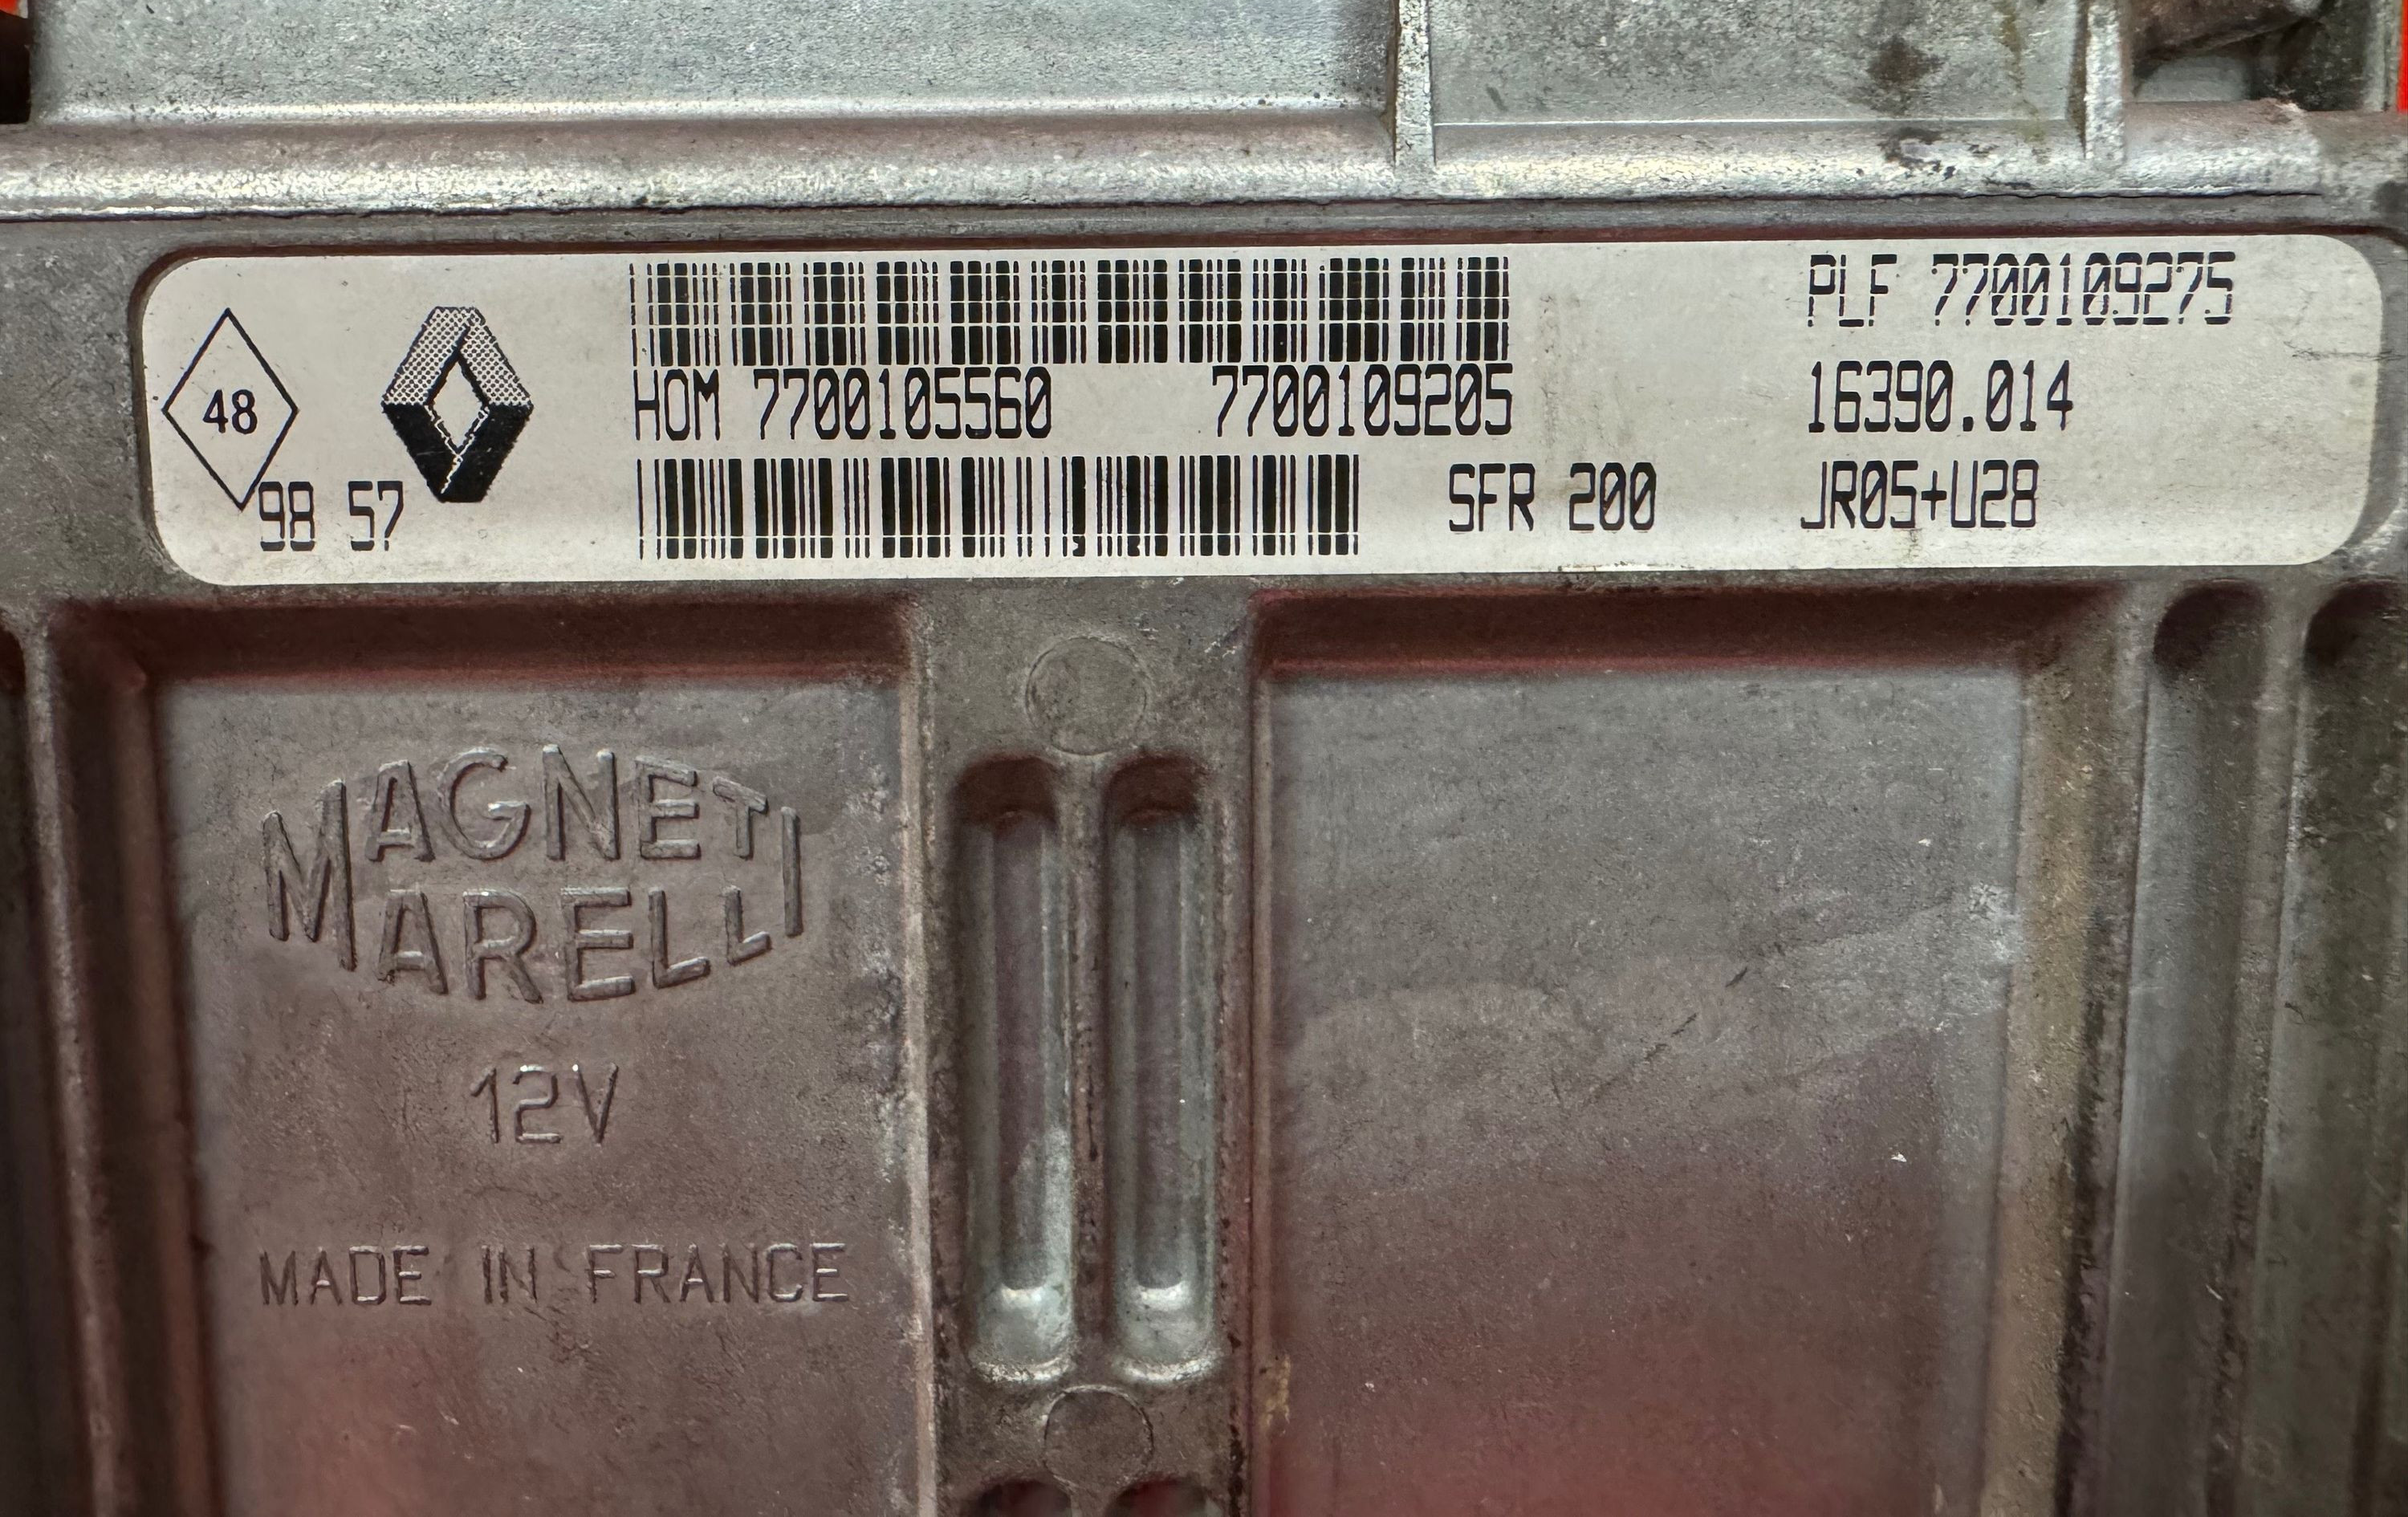 PLF 7700109275
48
HOM 7700105560 7700109205 16390.014
98 57 SFR 200 JR05+U28
MAGNETI
MARELLI
12V
MADE IN FRANCE